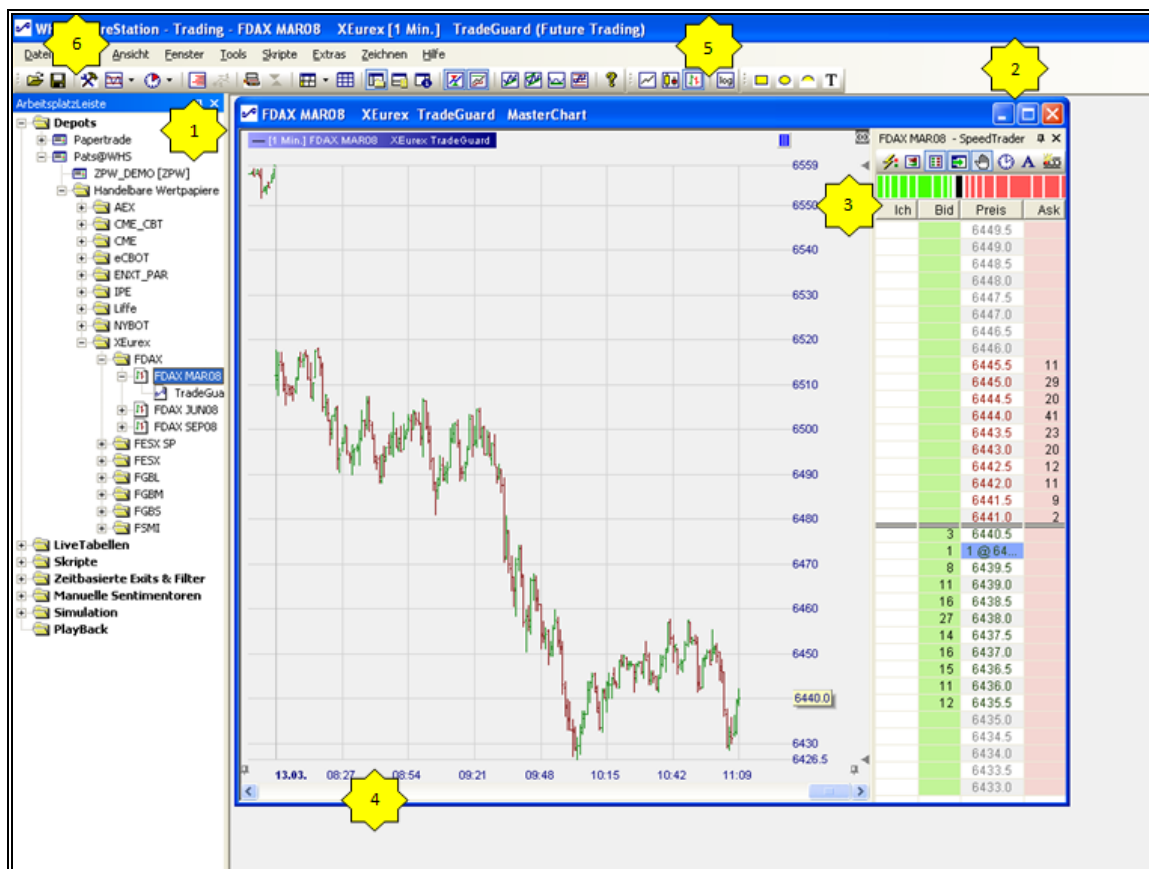 reStation - Trading - FDAX MAR08 XEurex [1 Min.] TradeGuard (Future Trading)
6
5
2
Ansicht Fenster Tools Skripte Extras Zeichnen Hilfe
log T
ArbeitsplatzLeiste
1
Depots
Papertrade
Pats@WHS
ZPW_DEMO [ZPW]
Handelbare Wertpapiere
AEX
CME_CBT
CME
eCBOT
ENXT_PAR
IPE
Liffe
NYBOT
XEurex
FDAX
FDAX MAR08
TradeGua
FDAX JUN08
FDAX SEP08
FESX SP
FESX
FGBL
FGBM
FGBS
FSMI
LiveTabellen
Skripte
Zeitbasierte Exits & Filter
Manuelle Sentimentoren
Simulation
PlayBack
FDAX MAR08 XEurex TradeGuard MasterChart
[1 Min.] FDAX MAR08 XEurex TradeGuard
6559
6550
6540
6530
6520
6510
6500
6490
6480
6470
6460
6450
6440.0
6430
6426.5
13.03. 08:27 08:54 09:21 09:48 10:15 10:42 11:09
4
3
FDAX MAR08 - SpeedTrader
A
Ich Bid Preis Ask
6449.5
6449.0
6448.5
6448.0
6447.5
6447.0
6446.5
6446.0
6445.5 11
6445.0 29
6444.5 20
6444.0 41
6443.5 23
6443.0 20
6442.5 12
6442.0 11
6441.5 9
6441.0 2
3 6440.5
1 1 @ 64...
8 6439.5
11 6439.0
16 6438.5
27 6438.0
14 6437.5
16 6437.0
15 6436.5
11 6436.0
12 6435.5
6435.0
6434.5
6434.0
6433.5
6433.0